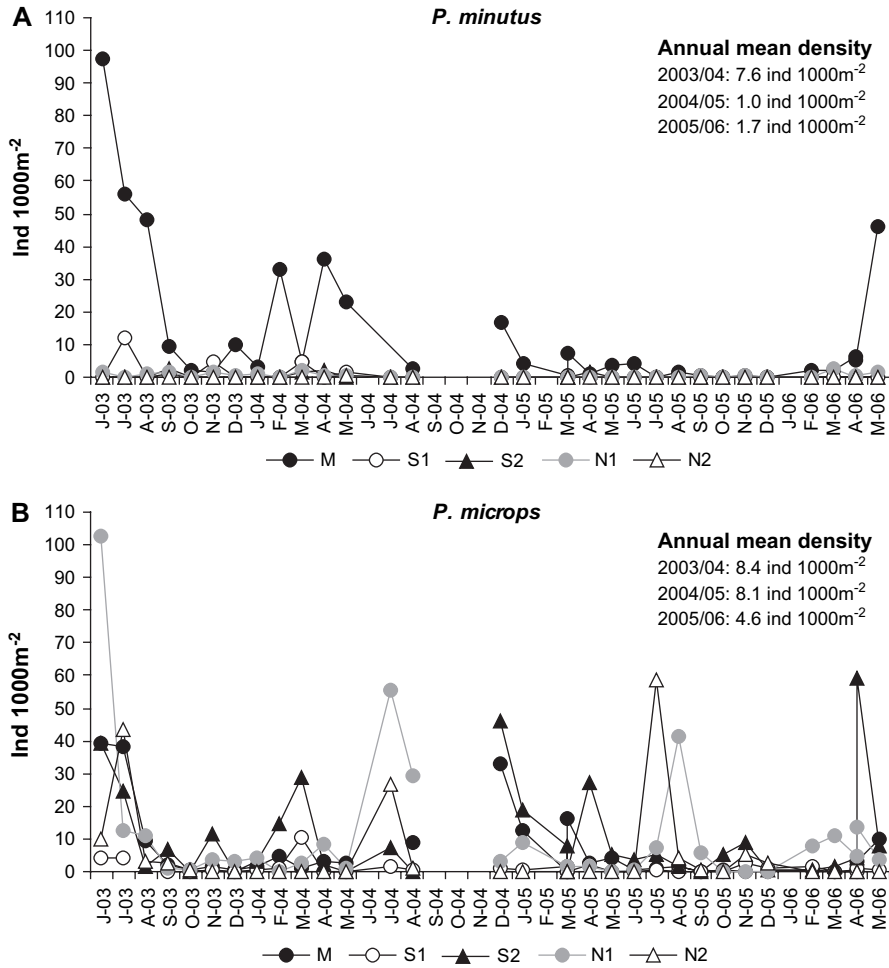 A
P. minutus
Annual mean density
2003/04: 7.6 ind 1000m-2
2004/05: 1.0 ind 1000m-2
2005/06: 1.7 ind 1000m-2
Ind 1000m-2
110
100
90
80
70
60
50
40
30
20
10
0
J-03 J-03 A-03 S-03 O-03 N-03 D-03 J-04 F-04 M-04 A-04 M-04 J-04 J-04 A-04 S-04 O-04 N-04 D-04 J-05 F-05 M-05 A-05 M-05 J-05 J-05 A-05 S-05 O-05 N-05 D-05 J-06 F-06 M-06 A-06 M-06
M S1 S2 N1 N2
B
P. microps
Annual mean density
2003/04: 8.4 ind 1000m-2
2004/05: 8.1 ind 1000m-2
2005/06: 4.6 ind 1000m-2
Ind 1000m-2
110
100
90
80
70
60
50
40
30
20
10
0
J-03 J-03 A-03 S-03 O-03 N-03 D-03 J-04 F-04 M-04 A-04 M-04 J-04 J-04 A-04 S-04 O-04 N-04 D-04 J-05 F-05 M-05 A-05 M-05 J-05 J-05 A-05 S-05 O-05 N-05 D-05 J-06 F-06 M-06 A-06 M-06
M S1 S2 N1 N2